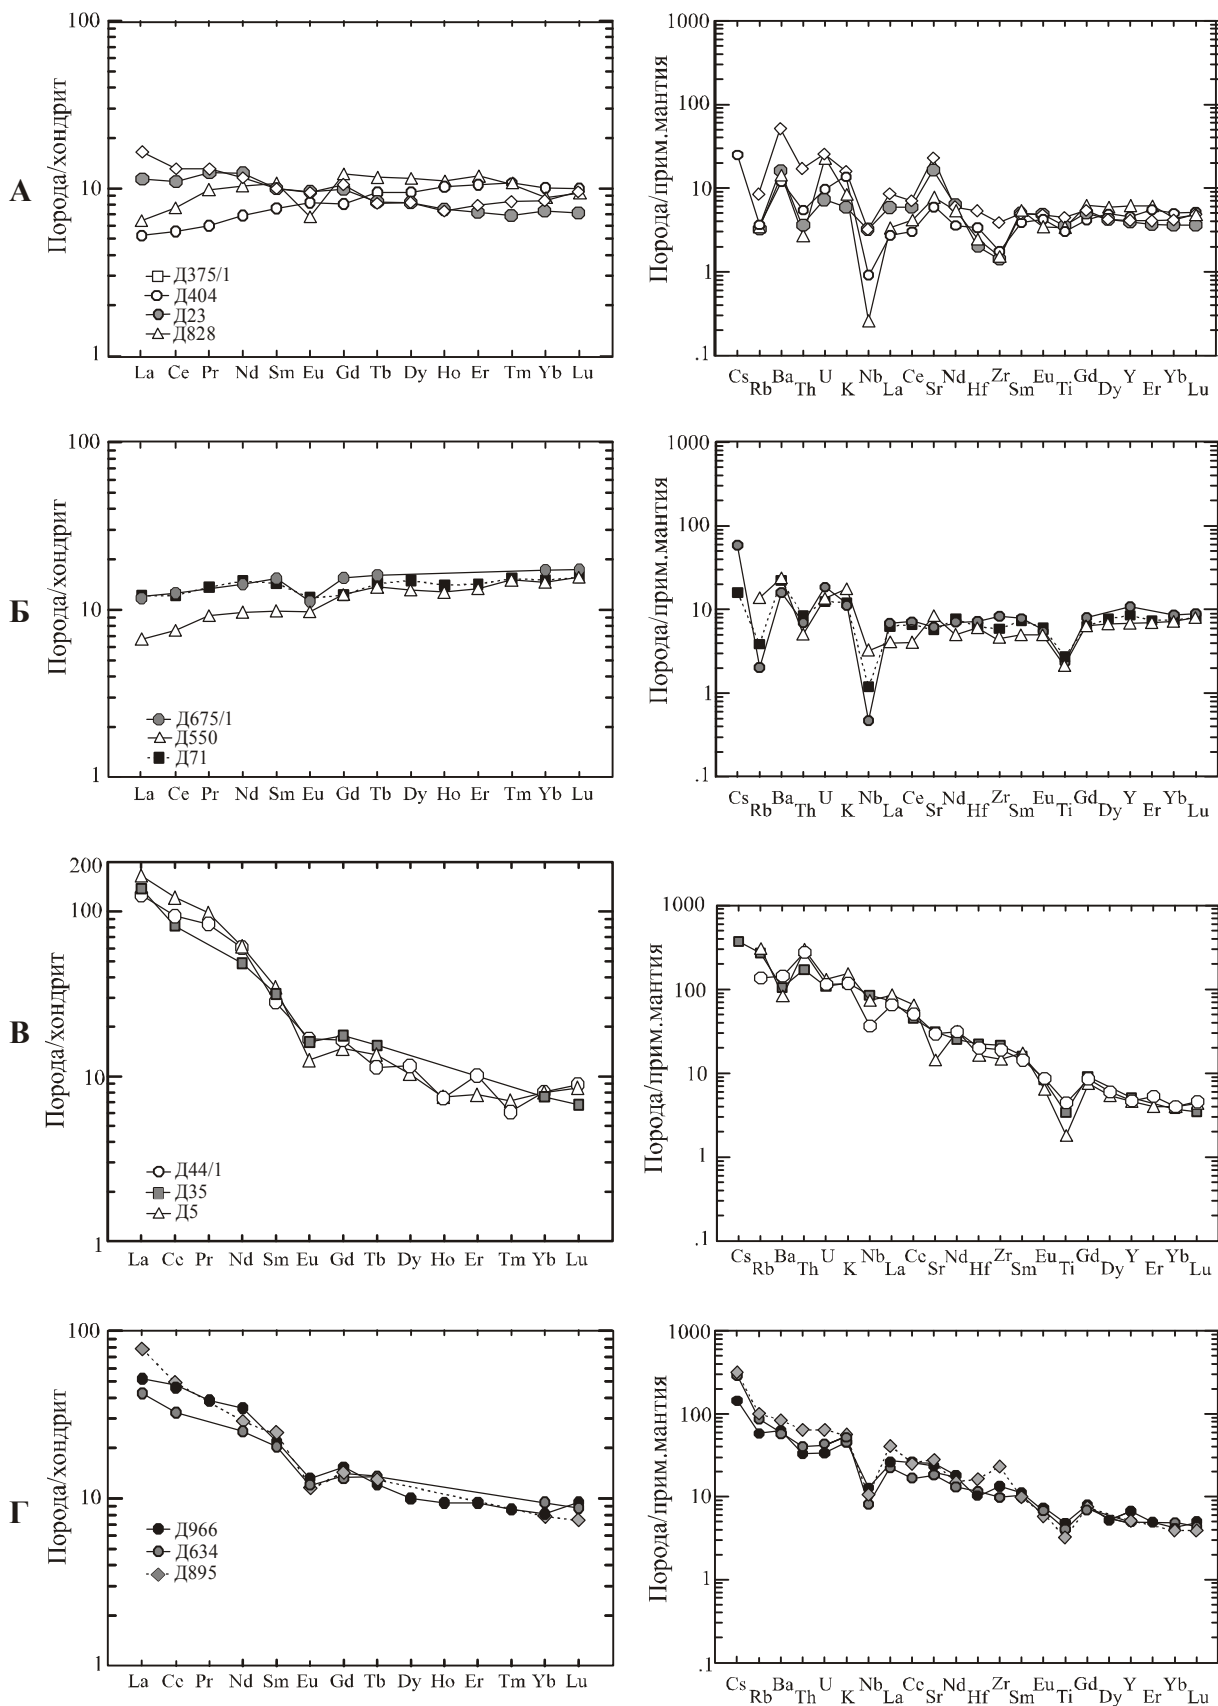 А
Порода/хондрит
100
10
1
Д375/1
Д404
Д23
Д828
La Ce Pr Nd Sm Eu Gd Tb Dy Ho Er Tm Yb Lu
Порода/прим.мантия
1000
100
10
1
.1
Cs Rb Ba Th U K Nb La Ce Sr Nd Hf Zr Sm Eu Ti Gd Dy Y Er Yb Lu
Б
Порода/хондрит
100
10
1
Д675/1
Д550
Д71
La Ce Pr Nd Sm Eu Gd Tb Dy Ho Er Tm Yb Lu
Порода/прим.мантия
1000
100
10
1
.1
Cs Rb Ba Th U K Nb La Ce Sr Nd Hf Zr Sm Eu Ti Gd Dy Y Er Yb Lu
В
Порода/хондрит
200
100
10
1
Д44/1
Д35
Д5
La Ce Pr Nd Sm Eu Gd Tb Dy Ho Er Tm Yb Lu
Порода/прим.мантия
1000
100
10
1
.1
Cs Rb Ba Th U K Nb La Ce Sr Nd Hf Zr Sm Eu Ti Gd Dy Y Er Yb Lu
Г
Порода/хондрит
100
10
1
Д966
Д634
Д895
La Ce Pr Nd Sm Eu Gd Tb Dy Ho Er Tm Yb Lu
Порода/прим.мантия
1000
100
10
1
.1
Cs Rb Ba Th U K Nb La Ce Sr Nd Hf Zr Sm Eu Ti Gd Dy Y Er Yb Lu